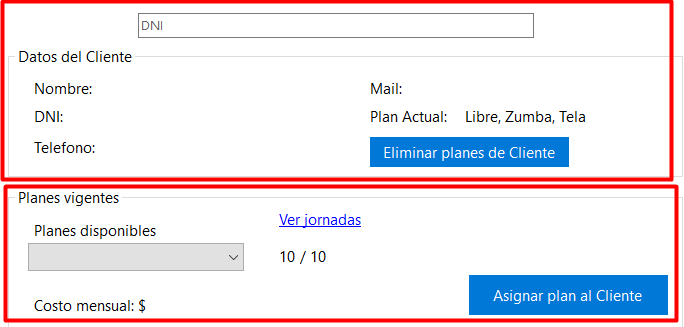 DNI
Datos del Cliente
Nombre:
Mail:
DNI:
Plan Actual: Libre, Zumba, Tela
Telefono:
Eliminar planes de Cliente
Planes vigentes
Ver jornadas
Planes disponibles
10 / 10
Asignar plan al Cliente
Costo mensual: $